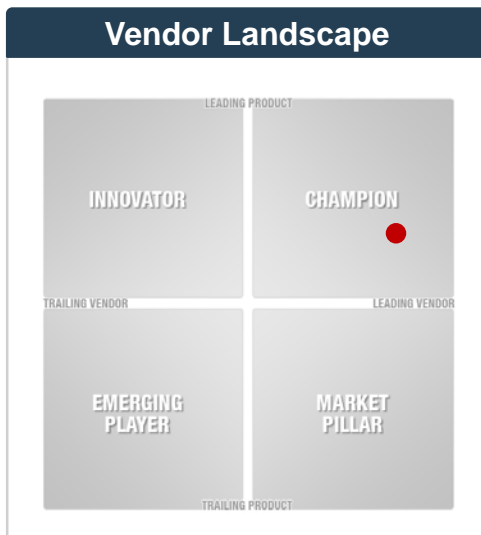 Vendor Landscape
LEADING PRODUCT
INNOVATOR
CHAMPION
TRAILING VENDOR
LEADING VENDOR
EMERGING
PLAYER
MARKET
PILLAR
TRAILING PRODUCT